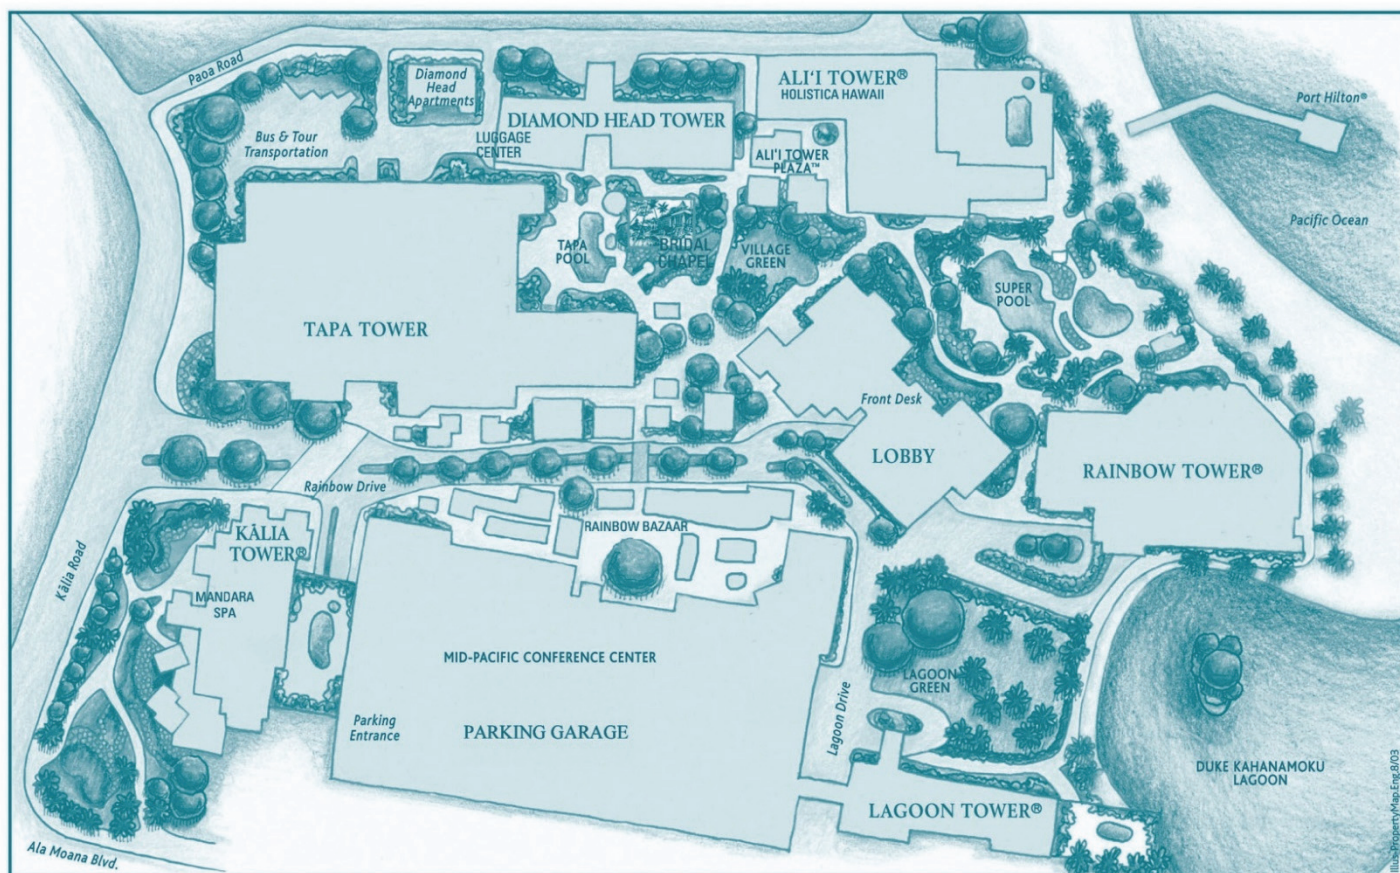 Paoa Road
Diamond
Head
Apartments
Bus & Tour
Transportation
LUGGAGE
CENTER
DIAMOND HEAD TOWER
ALI'I TOWER®
HOLISTICA HAWAII
ALI'I TOWER
PLAZA™
Port Hilton®
Pacific Ocean
TAPA
POOL
BRIDAL
CHAPEL
VILLAGE
GREEN
SUPER
POOL
TAPA TOWER
Front Desk
LOBBY
RAINBOW TOWER®
Rainbow Drive
RAINBOW BAZAAR
Kālia Road
KĀLIA
TOWER®
MANDARA
SPA
MID-PACIFIC CONFERENCE CENTER
PARKING GARAGE
Parking
Entrance
Lagoon Drive
LAGOON
GREEN
LAGOON TOWER®
DUKE KAHANAMOKU
LAGOON
Ala Moana Blvd.